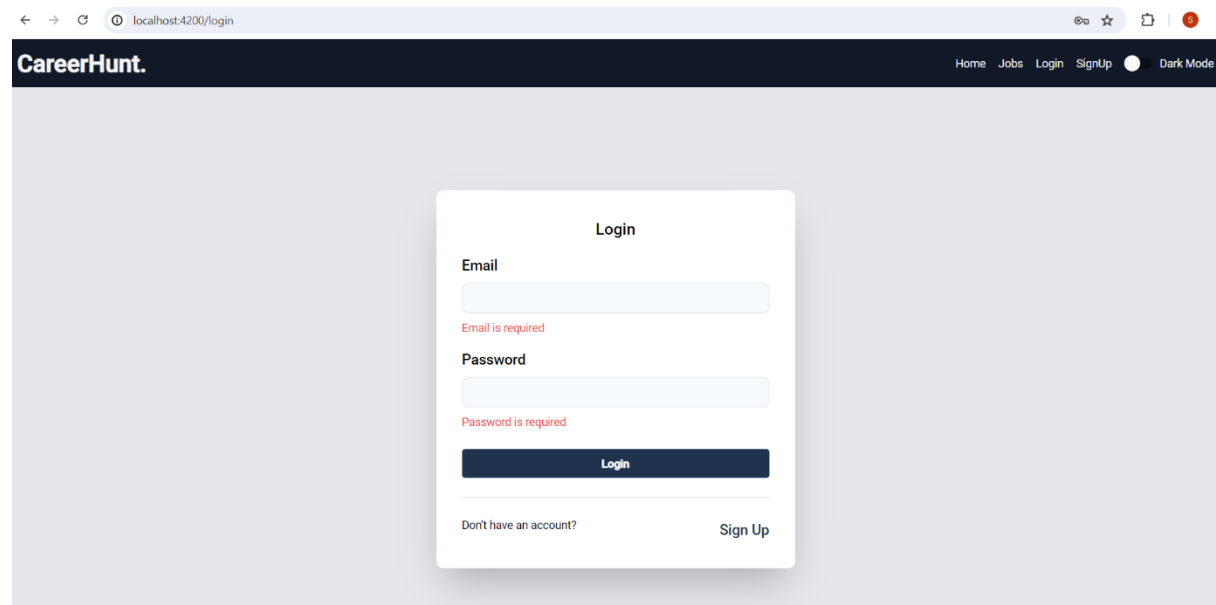 localhost:4200/login
S
CareerHunt.
Home Jobs Login SignUp Dark Mode
Login
Email
Email is required
Password
Password is required
Login
Don't have an account? Sign Up